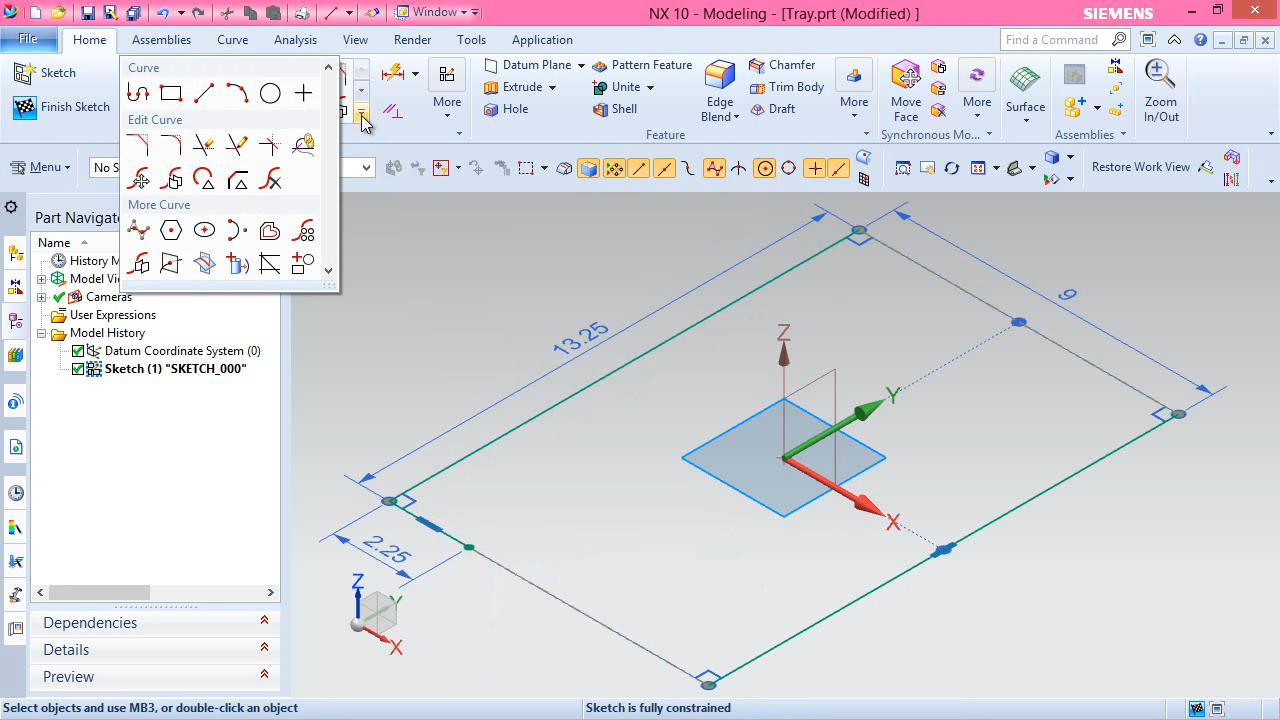 NX 10 - Modeling - [Tray.prt (Modified) ]
SIEMENS
Window
File
Home
Assemblies
Curve
Analysis
View
Render
Tools
Application
Find a Command
Sketch
Finish Sketch
Curve
Edit Curve
More Curve
More
Datum Plane
Extrude
Hole
Pattern Feature
Unite
Shell
Edge
Blend
Chamfer
Trim Body
Draft
More
Move
Face
More
Surface
Zoom
In/Out
Feature
Synchronous Mo...
Assemblies
Menu
No S
Restore Work View
Part Navigat
Name
History M
Model Vie
Cameras
User Expressions
Model History
Datum Coordinate System (0)
Sketch (1) "SKETCH_000"
Dependencies
Details
Preview
13.25
9
2.25
Z
Y
X
Z
Y
X
Select objects and use MB3, or double-click an object
Sketch is fully constrained